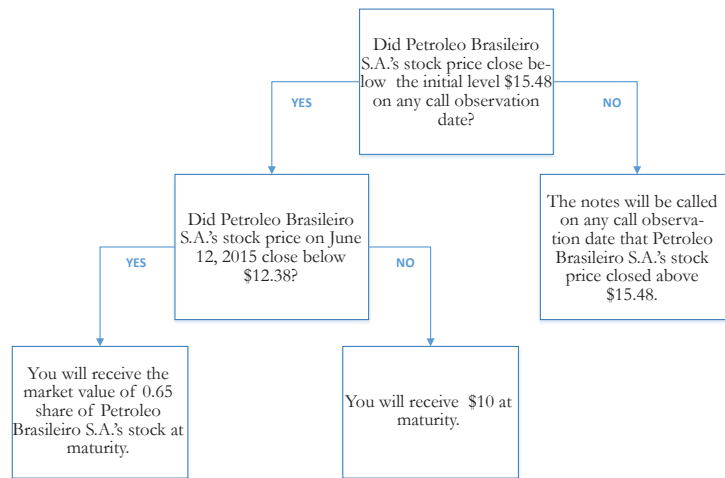 Did Petroleo Brasileiro
S.A.'s stock price close be-
low the initial level $15.48
on any call observation
date?
YES
NO
Did Petroleo Brasileiro
S.A.'s stock price on June
12, 2015 close below
$12.38?
The notes will be called
on any call observa-
tion date that Petroleo
Brasileiro S.A.'s stock
price closed above
$15.48.
YES
NO
You will receive the
market value of 0.65
share of Petroleo
Brasileiro S.A.'s stock at
maturity.
You will receive $10 at
maturity.